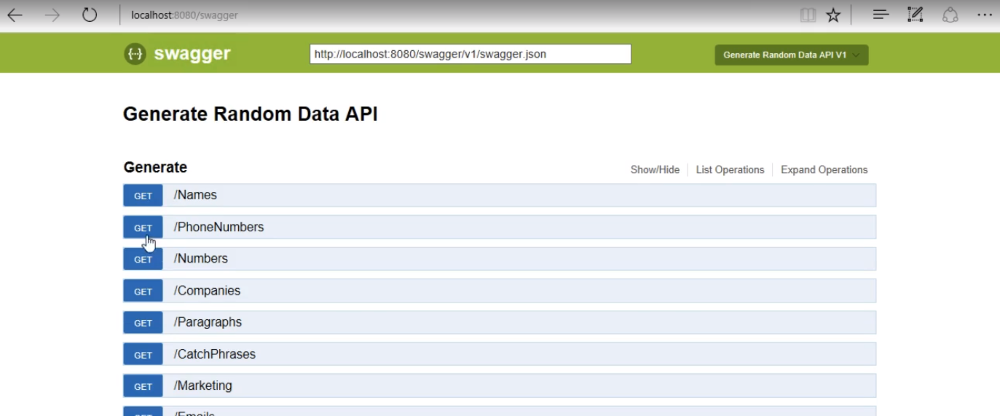 localhost:8080/swagger
{···} swagger
http://localhost:8080/swagger/v1/swagger.json
Generate Random Data API V1
Generate Random Data API
Generate
Show/Hide
List Operations
Expand Operations
GET /Names
GET /PhoneNumbers
GET /Numbers
GET /Companies
GET /Paragraphs
GET /CatchPhrases
GET /Marketing
GET /Emails